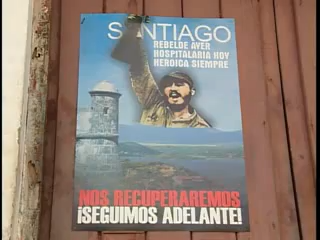 SANTIAGO
REBELDE AYER
HOSPITALARIA HOY
HEROICA SIEMPRE
NOS RECUPERAREMOS
¡SEGUIMOS ADELANTE!